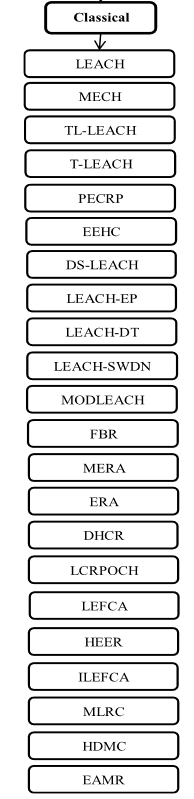 Classical
LEACH
MECH
TL-LEACH
T-LEACH
PECRP
EEHC
DS-LEACH
LEACH-EP
LEACH-DT
LEACH-SWDN
MODLEACH
FBR
MERA
ERA
DHCR
LCRPOCH
LEFCA
HEER
ILEFCA
MLRC
HDMC
EAMR